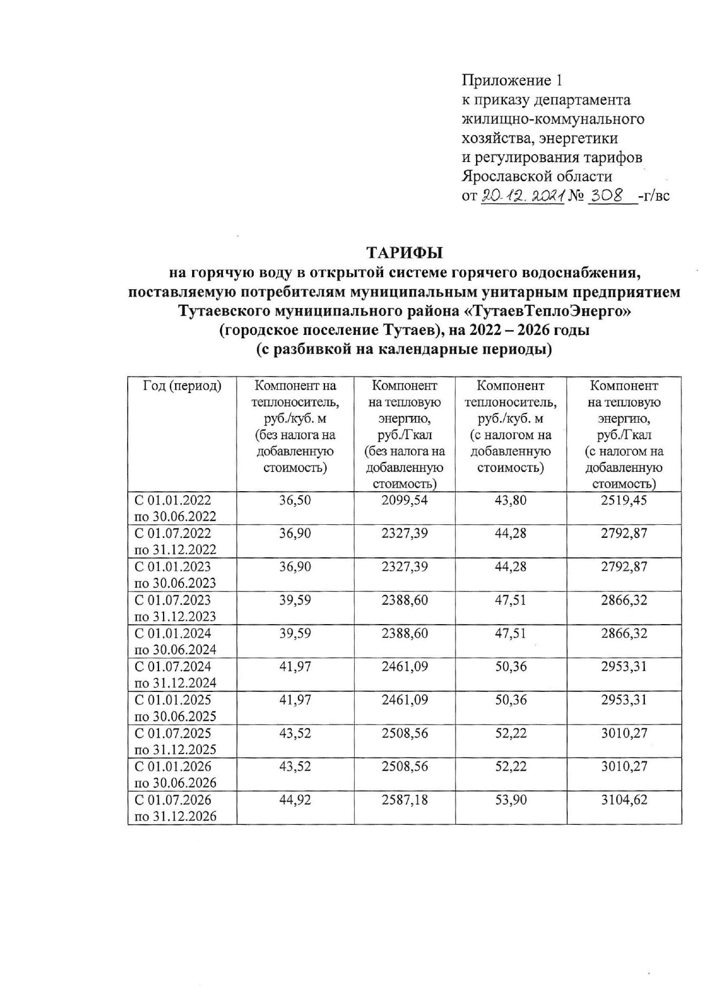 Приложение 1
к приказу департамента
жилищно-коммунального
хозяйства, энергетики
и регулирования тарифов
Ярославской области
от 20.12.2021 № 308 -г/вс
ТАРИФЫ
на горячую воду в открытой системе горячего водоснабжения,
поставляемую потребителям муниципальным унитарным предприятием
Тутаевского муниципального района «ТутаевТеплоЭнерго»
(городское поселение Тутаев), на 2022 – 2026 годы
(с разбивкой на календарные периоды)
Год (период)
Компонент на
теплоноситель,
руб./куб. м
(без налога на
добавленную
стоимость)
Компонент
на тепловую
энергию,
руб./Гкал
(без налога на
добавленную
стоимость)
Компонент
теплоноситель,
руб./куб. м
(с налогом на
добавленную
стоимость)
Компонент
на тепловую
энергию,
руб./Гкал
(с налогом на
добавленную
стоимость)
С 01.01.2022 36,50 2099,54 43,80 2519,45
по 30.06.2022
С 01.07.2022 36,90 2327,39 44,28 2792,87
по 31.12.2022
С 01.01.2023 36,90 2327,39 44,28 2792,87
по 30.06.2023
С 01.07.2023 39,59 2388,60 47,51 2866,32
по 31.12.2023
С 01.01.2024 39,59 2388,60 47,51 2866,32
по 30.06.2024
С 01.07.2024 41,97 2461,09 50,36 2953,31
по 31.12.2024
С 01.01.2025 41,97 2461,09 50,36 2953,31
по 30.06.2025
С 01.07.2025 43,52 2508,56 52,22 3010,27
по 31.12.2025
С 01.01.2026 43,52 2508,56 52,22 3010,27
по 30.06.2026
С 01.07.2026 44,92 2587,18 53,90 3104,62
по 31.12.2026